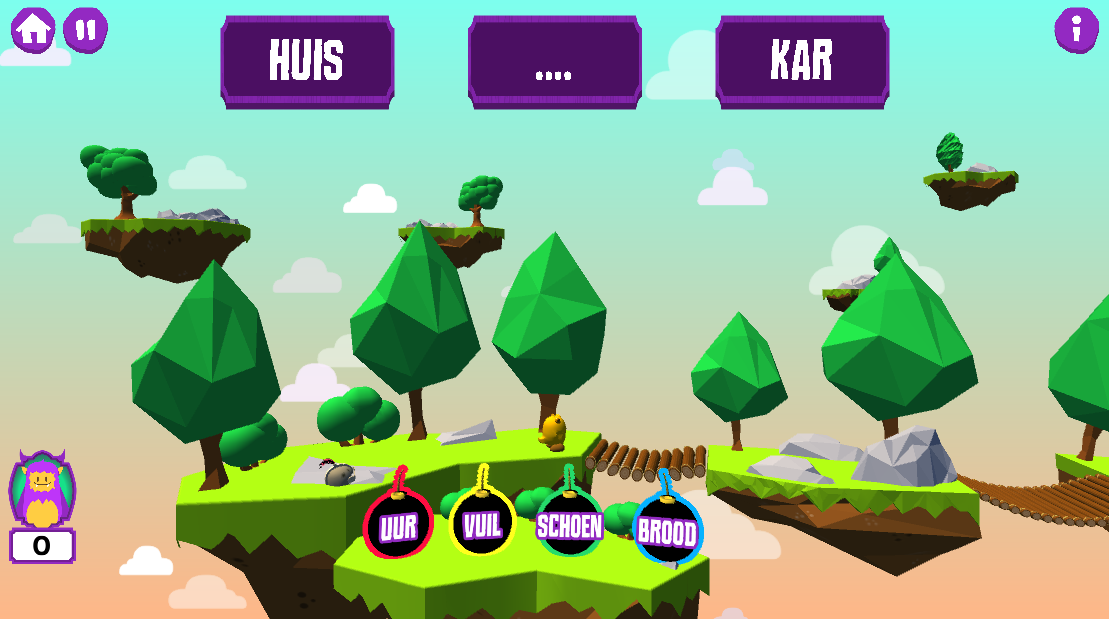 HUIS
....
KAR
UUR
VUIL
SCHOEN
BROOD
0